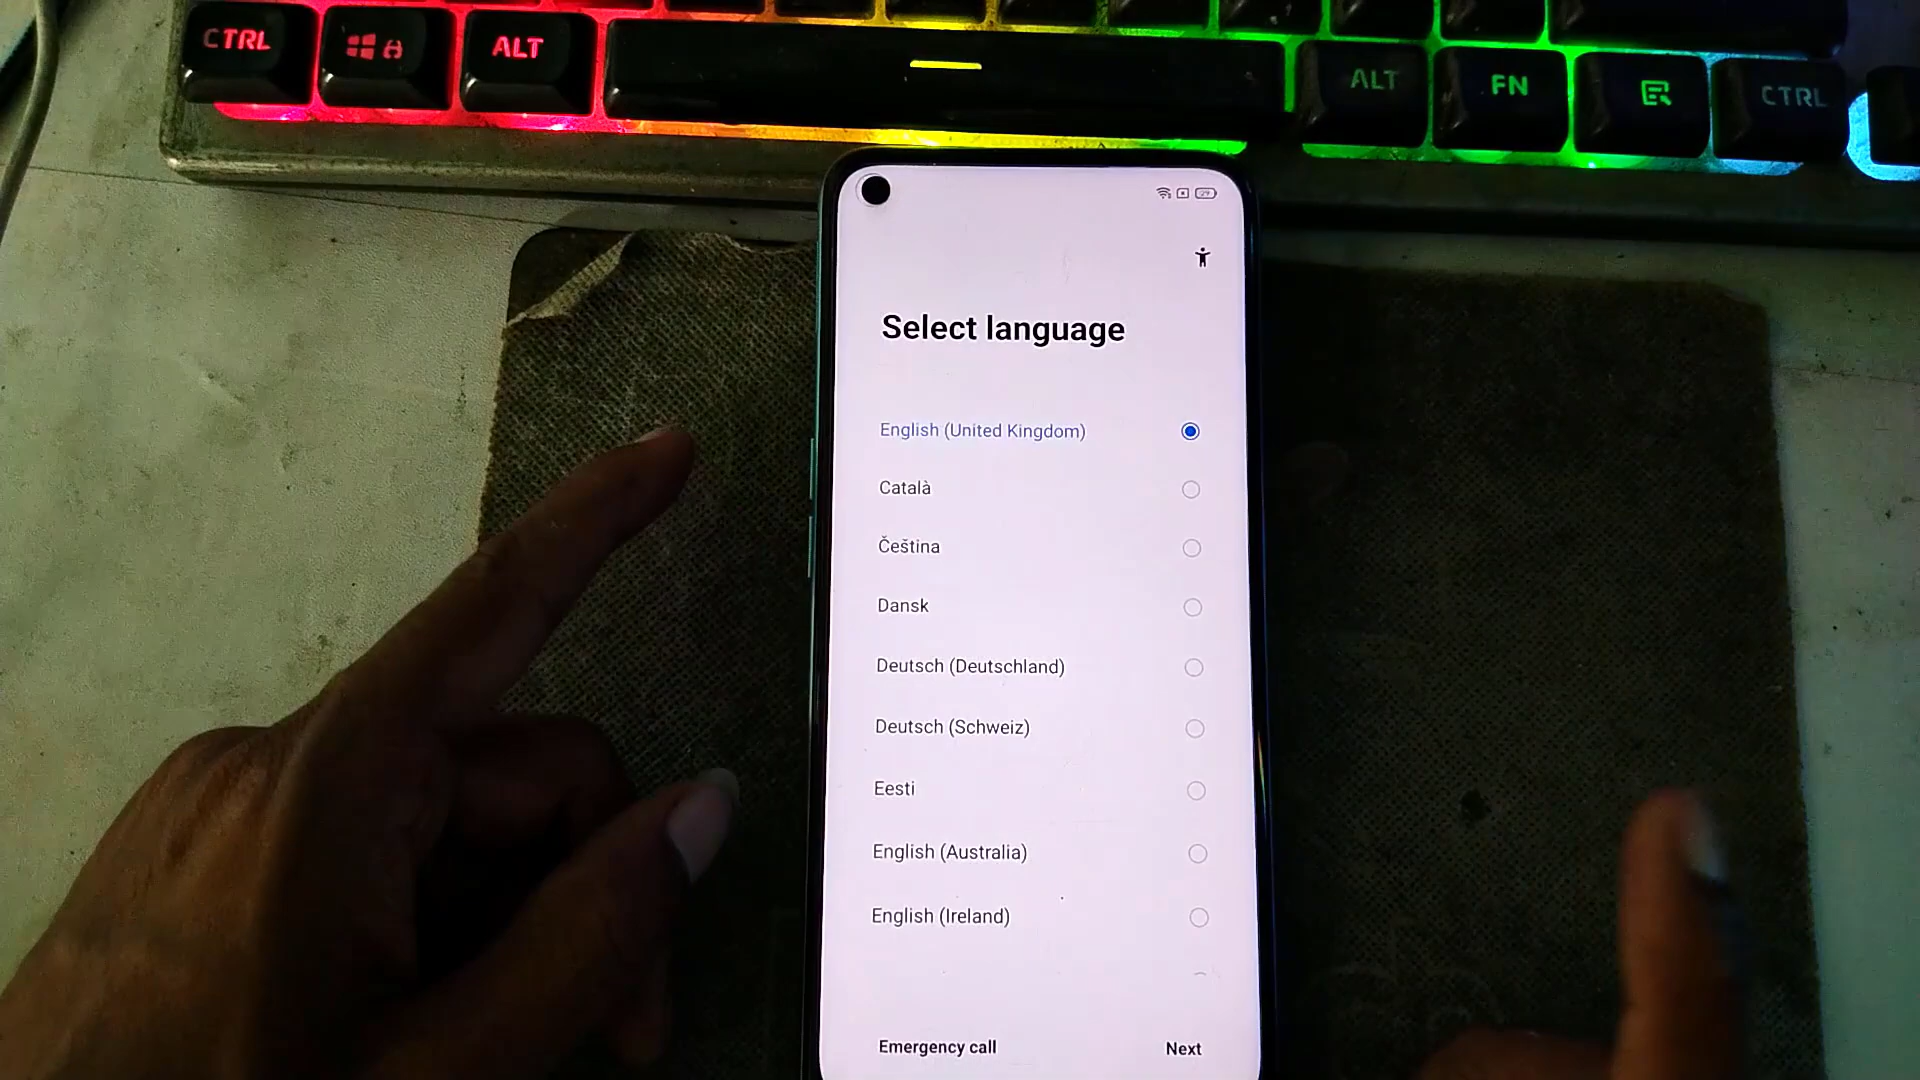 CTRL
ALT
ALT
FN
CTRL
Select language
English (United Kingdom)
Català
Čeština
Dansk
Deutsch (Deutschland)
Deutsch (Schweiz)
Eesti
English (Australia)
English (Ireland)
Emergency call
Next